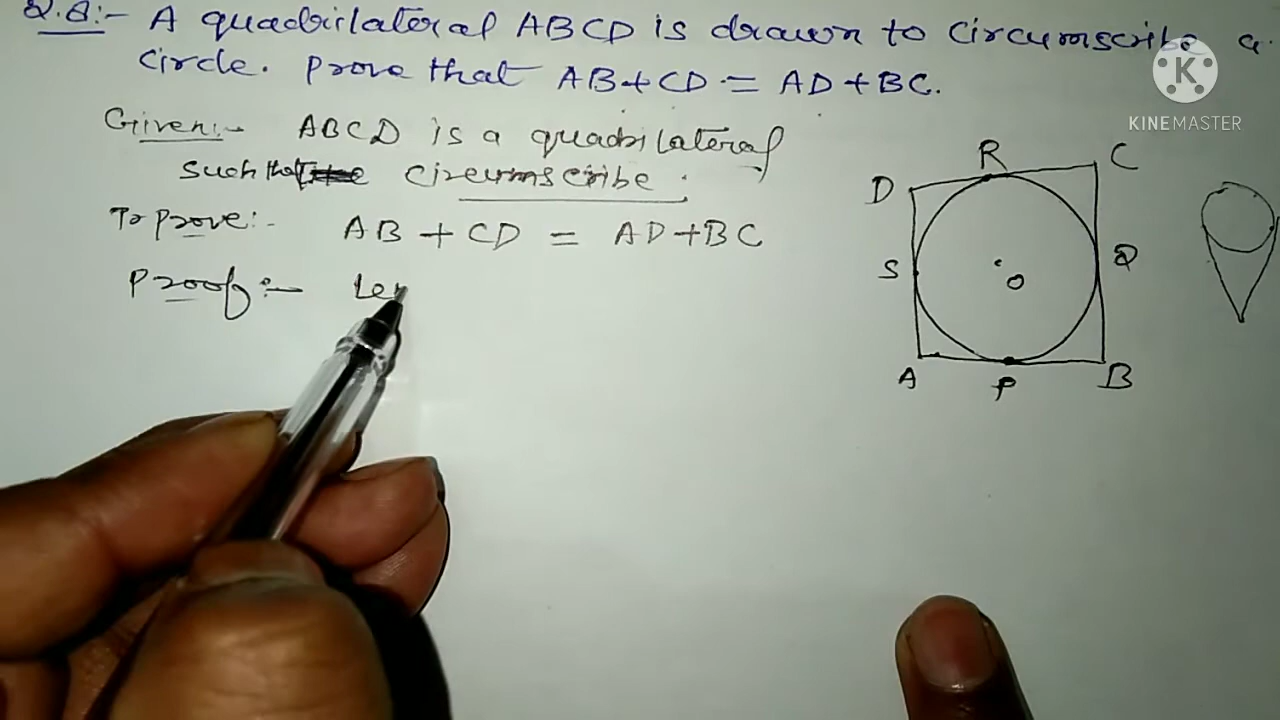 Q.8:- A quadrilateral ABCD is drawn to circumscribe a
circle. prove that AB+CD = AD+BC.
Given:- ABCD is a quadrilateral
such that circumscribe.
To prove:- AB + CD = AD+BC
Proof:- Let
R
C
D
S
Q
O
A
P
B
K
KINEMASTER